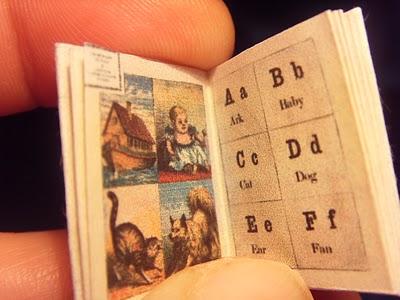 Aa Bb
Ark Baby
Cc Dd
Cat Dog
Ee Ff
Ear Fan